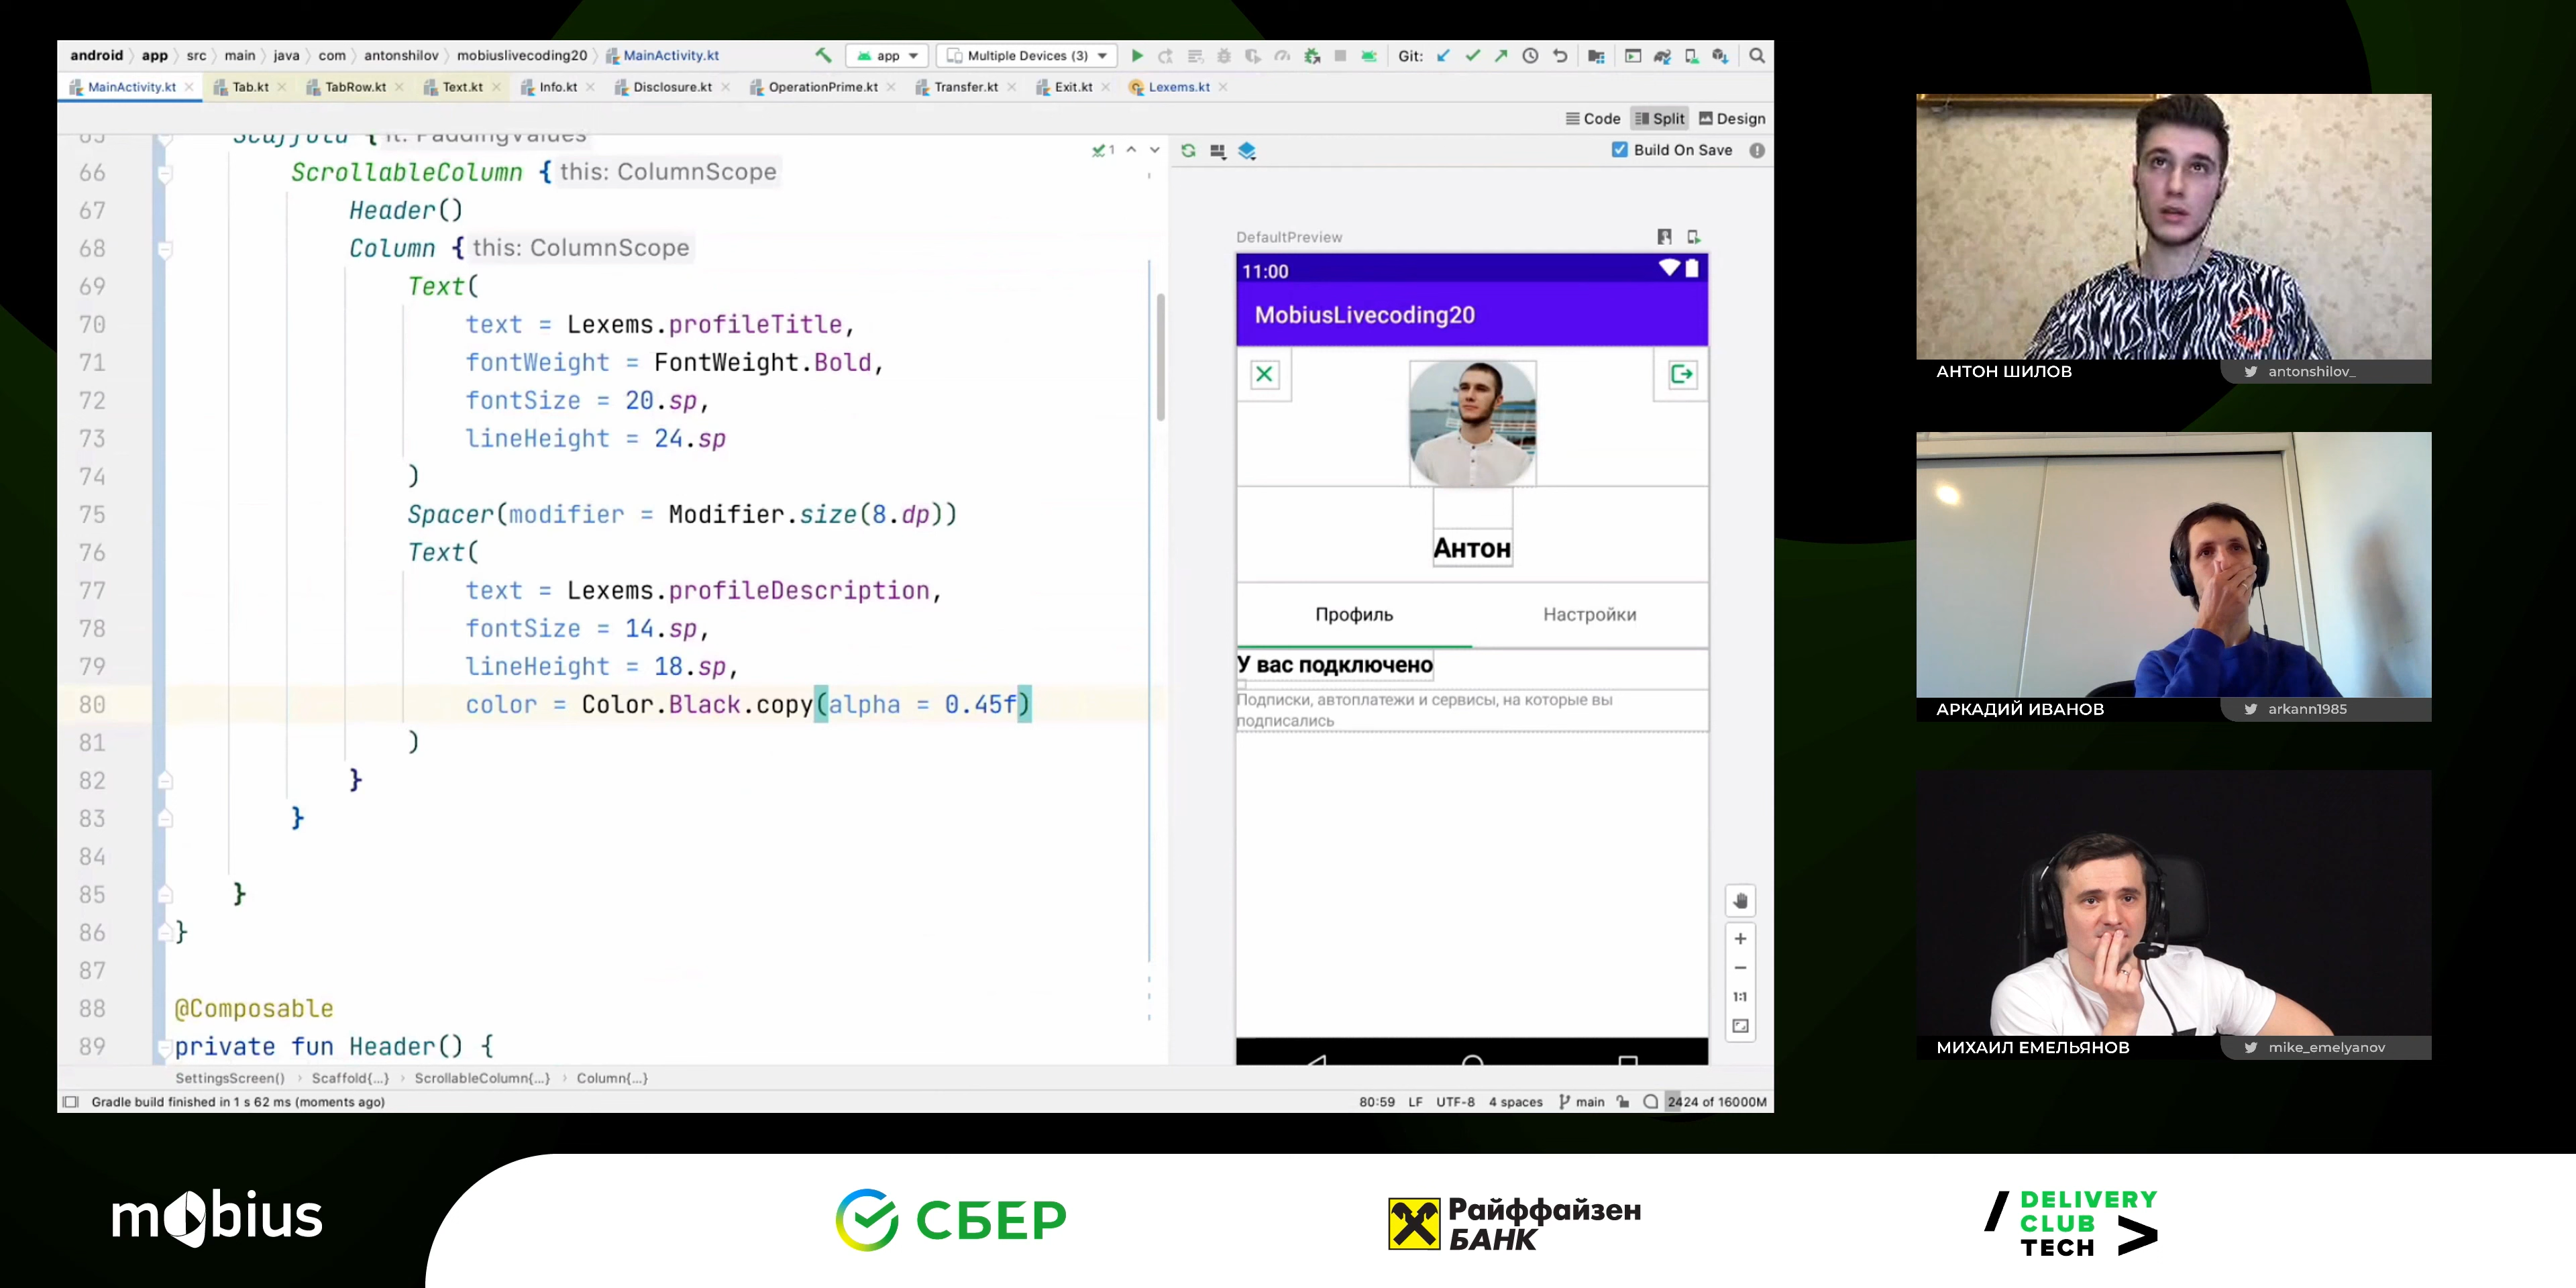 android
app
src
main
java
com
antonshilov
mobiuslivecoding20
MainActivity.kt
app
Multiple Devices (3)
Git:
MainActivity.kt
Tab.kt
TabRow.kt
Text.kt
Info.kt
Disclosure.kt
OperationPrime.kt
Transfer.kt
Exit.kt
Lexems.kt
Code
Split
Design
65 Scaffold { it: PaddingValues
1
66 ScrollableColumn { this: ColumnScope
67 Header()
68 Column { this: ColumnScope
69 Text(
70 text = Lexems.profileTitle,
71 fontWeight = FontWeight.Bold,
72 fontSize = 20.sp,
73 lineHeight = 24.sp
74 )
75 Spacer(modifier = Modifier.size(8.dp))
76 Text(
77 text = Lexems.profileDescription,
78 fontSize = 14.sp,
79 lineHeight = 18.sp,
80 color = Color.Black.copy(alpha = 0.45f)
81 )
82 }
83 }
84
85 }
86 }
87
88 @Composable
89 private fun Header() {
Build On Save
DefaultPreview
11:00
MobiusLivecoding20
Антон
Профиль
Настройки
У вас подключено
Подписки, автоплатежи и сервисы, на которые вы
подписались
1:1
SettingsScreen() › Scaffold{...} › ScrollableColumn{...} › Column{...}
Gradle build finished in 1 s 62 ms (moments ago)
80:59
LF
UTF-8
4 spaces
main
2424 of 16000M
АНТОН ШИЛОВ
antonshilov_
АРКАДИЙ ИВАНОВ
arkann1985
МИХАИЛ ЕМЕЛЬЯНОВ
mike_emelyanov
mobius
СБЕР
Райффайзен
БАНК
DELIVERY
CLUB
TECH